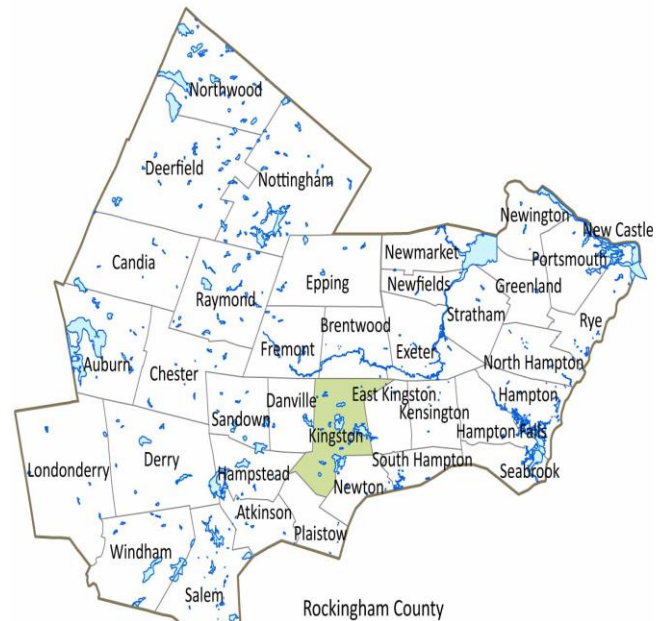 Northwood
Deerfield
Nottingham
Newington
New Castle
Candia
Newmarket
Portsmouth
Epping
Newfields
Greenland
Raymond
Stratham
Rye
Brentwood
Fremont
Exeter
North Hampton
Auburn
Chester
Danville
East Kingston
Hampton
Sandown
Kensington
Kingston
Hampton Falls
Derry
Londonderry
Hampstead
South Hampton
Seabrook
Newton
Atkinson
Plaistow
Windham
Salem
Rockingham County